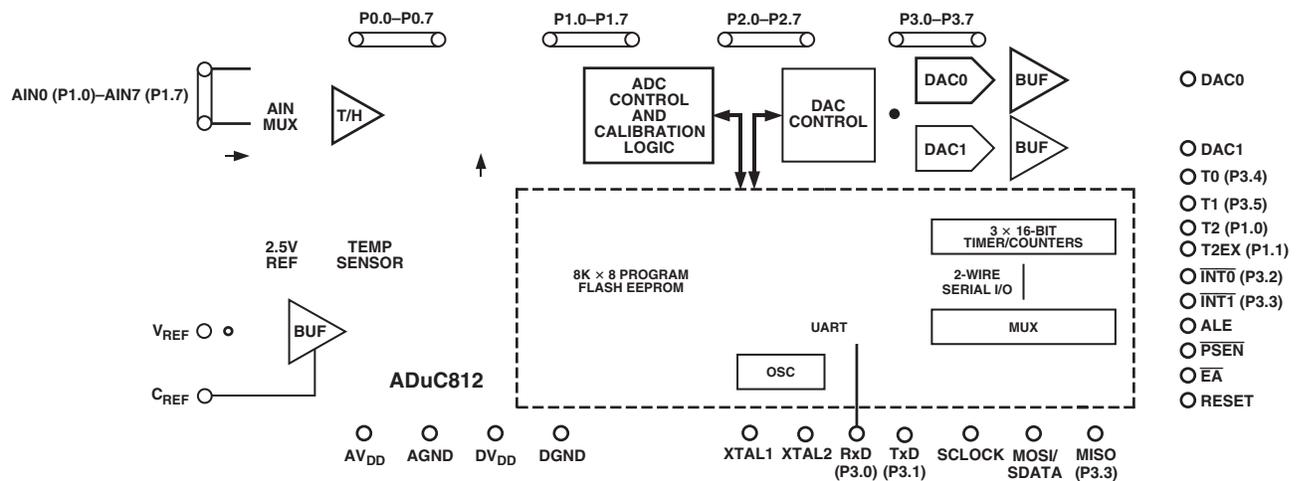 P0.0–P0.7
P1.0–P1.7
P2.0–P2.7
P3.0–P3.7
AIN0 (P1.0)–AIN7 (P1.7)
AIN
MUX
T/H
ADC
CONTROL
AND
CALIBRATION
LOGIC
DAC
CONTROL
DAC0
BUF
DAC1
BUF
DAC0
DAC1
T0 (P3.4)
T1 (P3.5)
T2 (P1.0)
T2EX (P1.1)
INT0 (P3.2)
INT1 (P3.3)
ALE
PSEN
EA
RESET
2.5V
REF
TEMP
SENSOR
8K × 8 PROGRAM
FLASH EEPROM
3 × 16-BIT
TIMER/COUNTERS
2-WIRE
SERIAL I/O
MUX
UART
OSC
VREF
BUF
CREF
ADuC812
AVDD
AGND
DVDD
DGND
XTAL1
XTAL2
RxD
(P3.0)
TxD
(P3.1)
SCLOCK
MOSI/
SDATA
MISO
(P3.3)